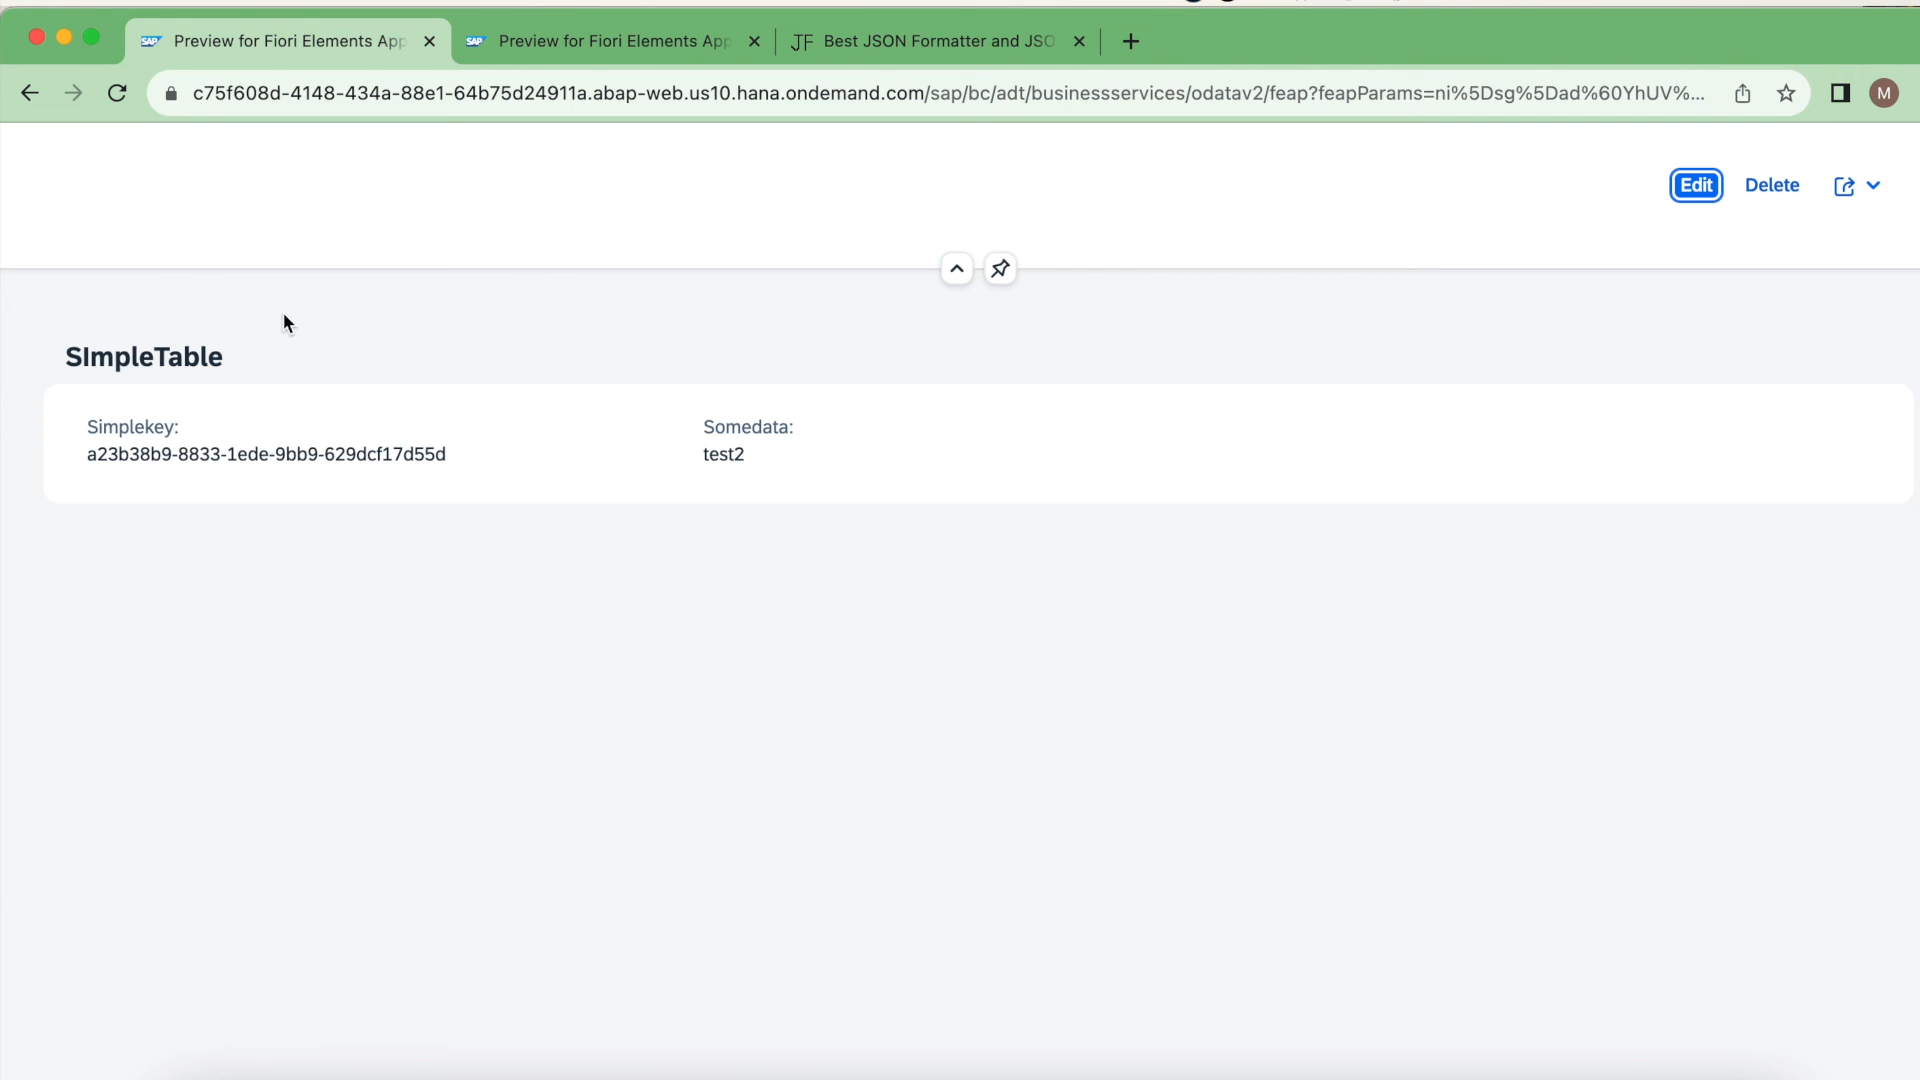 SAP Preview for Fiori Elements App
SAP Preview for Fiori Elements App
JF Best JSON Formatter and JSO
c75f608d-4148-434a-88e1-64b75d24911a.abap-web.us10.hana.ondemand.com/sap/bc/adt/businessservices/odatav2/feap?feapParams=ni%5Dsg%5Dad%60YhUV%...
M
Edit
Delete
SImpleTable
Simplekey:
a23b38b9-8833-1ede-9bb9-629dcf17d55d
Somedata:
test2